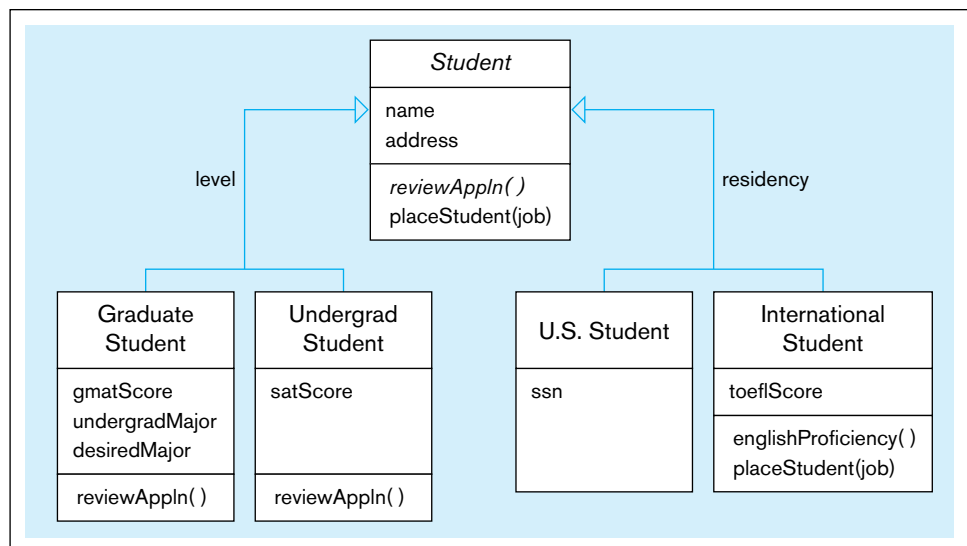 Student
name
address
reviewAppln( )
placeStudent(job)
level
residency
Graduate
Student
gmatScore
undergradMajor
desiredMajor
reviewAppln( )
Undergrad
Student
satScore
reviewAppln( )
U.S. Student
ssn
International
Student
toeflScore
englishProficiency( )
placeStudent(job)